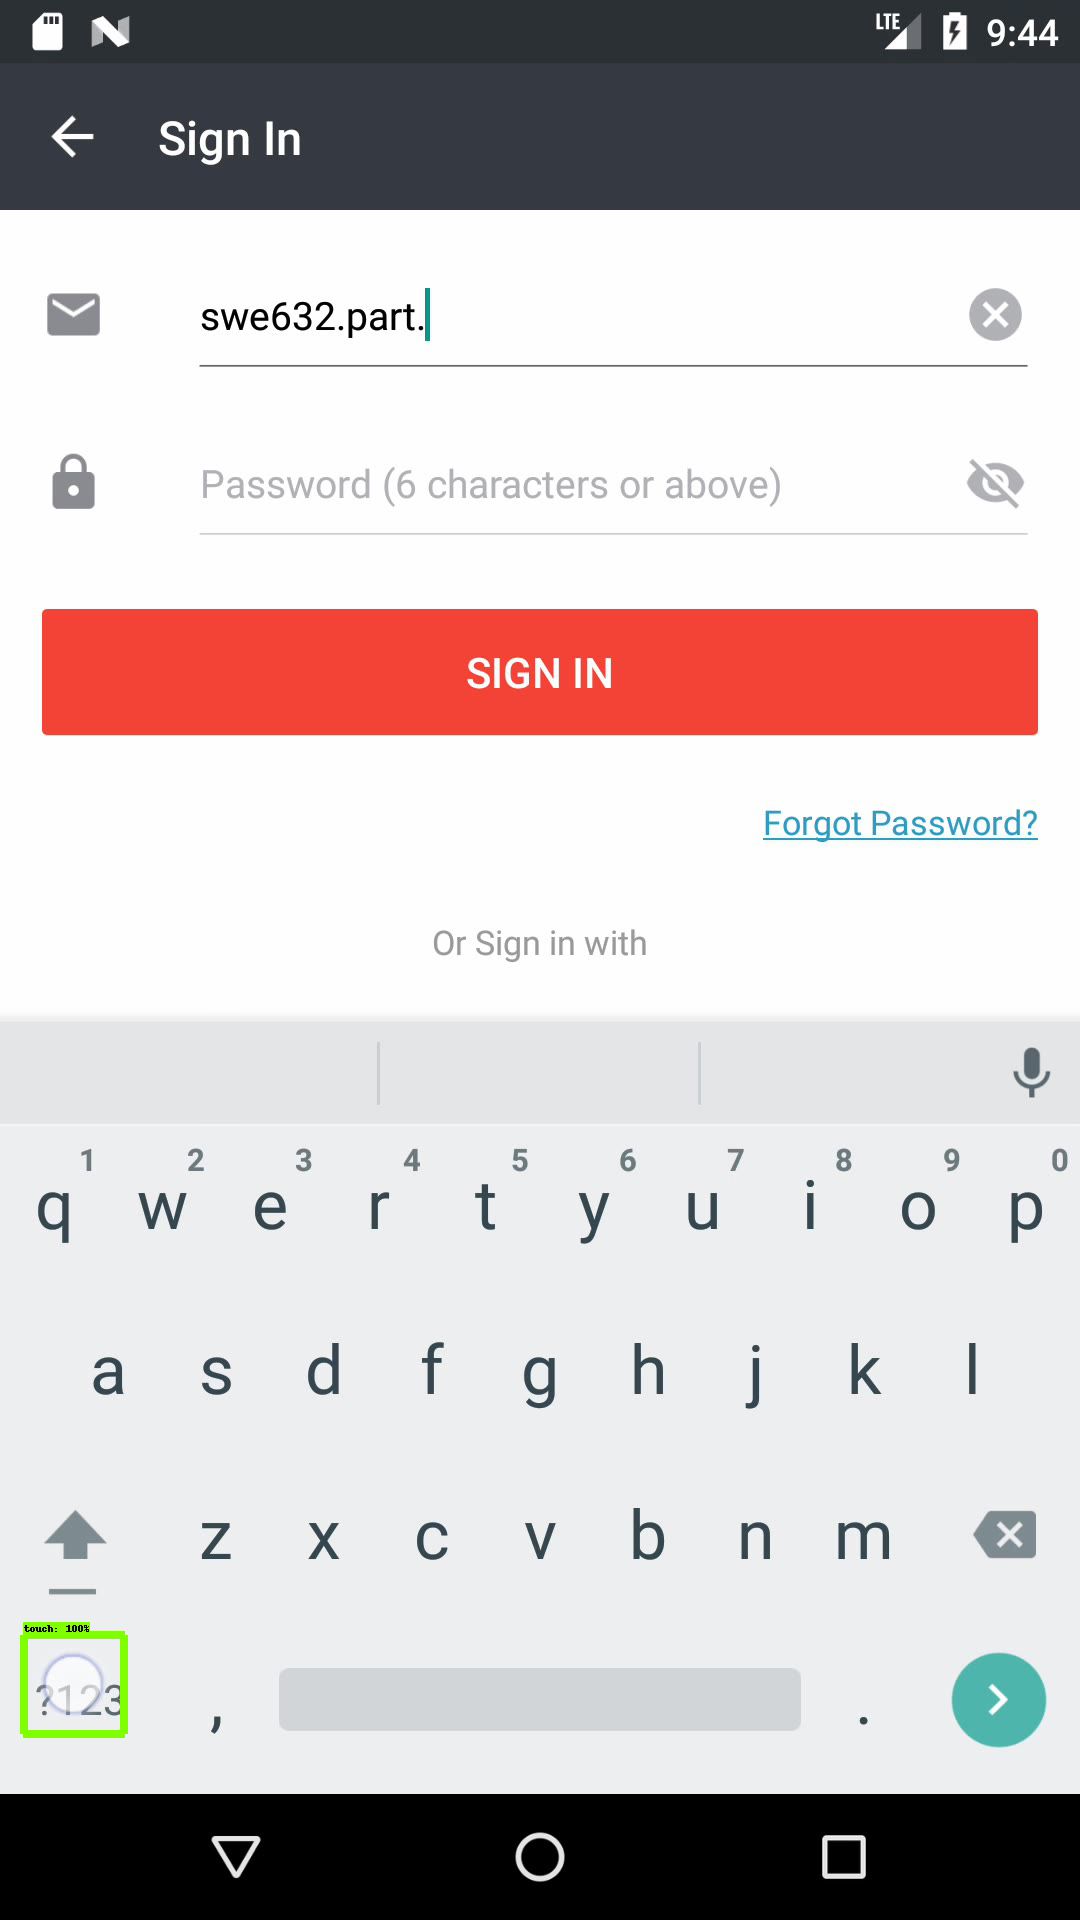 LTE 9:44
Sign In
swe632.part.
Password (6 characters or above)
SIGN IN
Forgot Password?
Or Sign in with
1 2 3 4 5 6 7 8 9 0
q w e r t y u i o p
a s d f g h j k l
z x c v b n m
touch: 100%
?123 , .